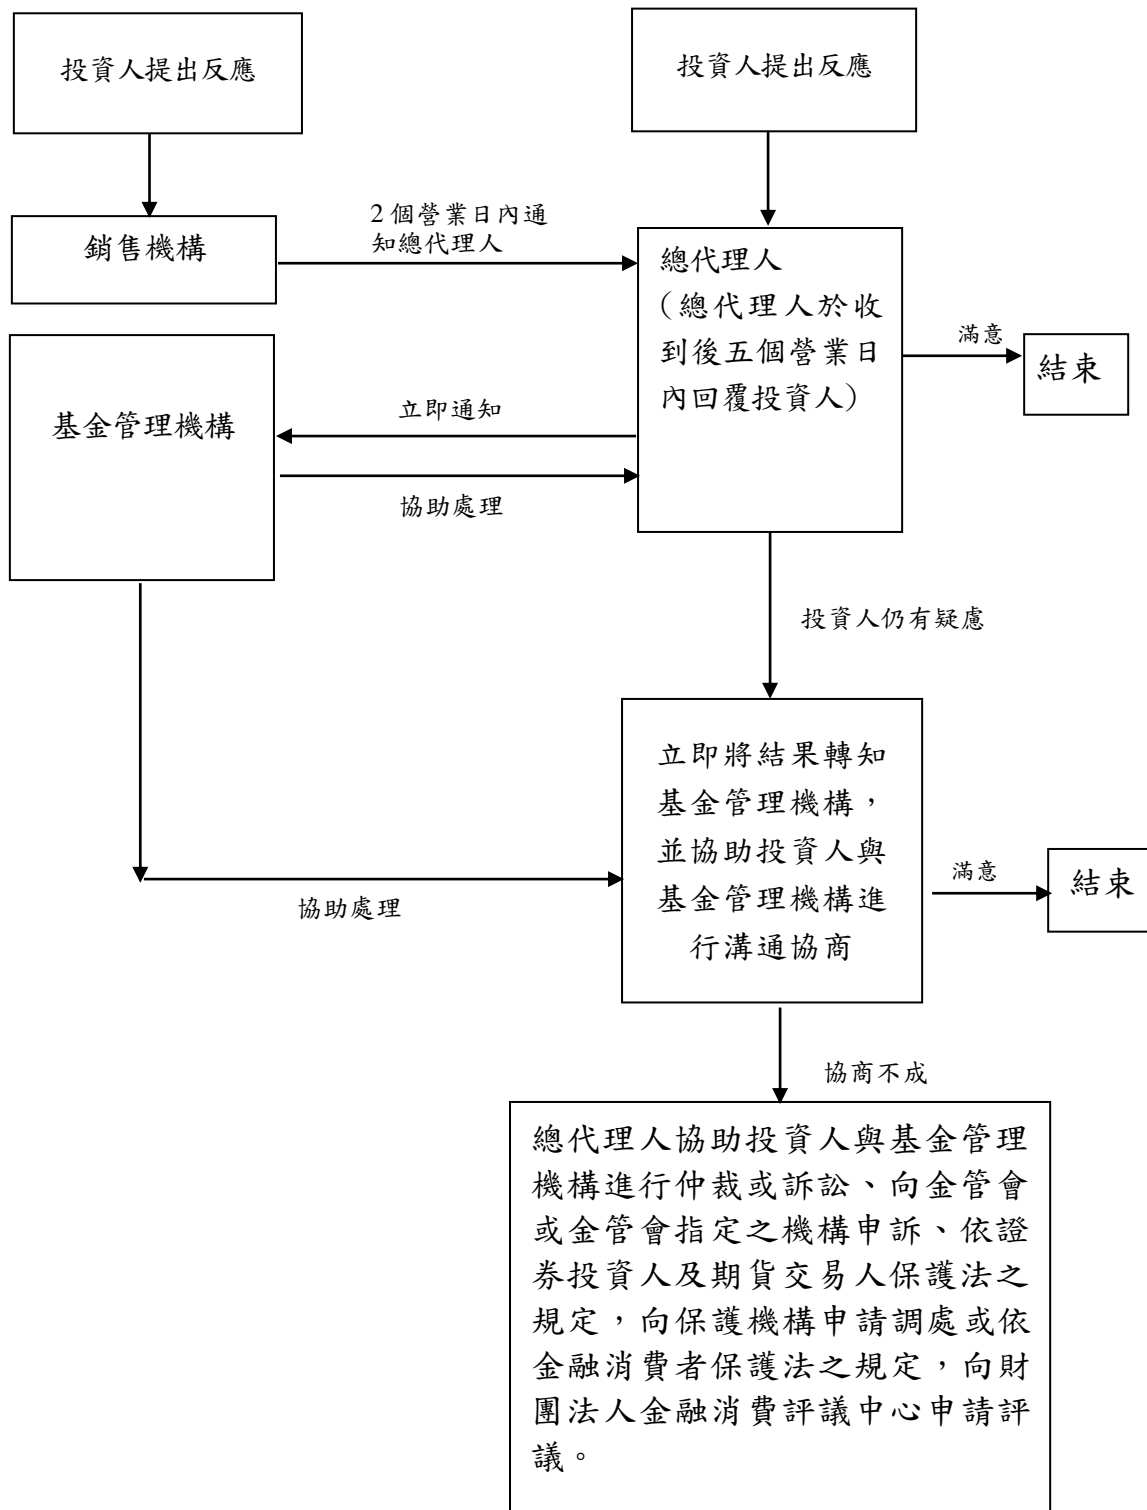 投資人提出反應
投資人提出反應
銷售機構
2 個營業日內通
知總代理人
總代理人
（總代理人於收
到後五個營業日
內回覆投資人）
滿意
結束
基金管理機構
立即通知
協助處理
投資人仍有疑慮
立即將結果轉知
基金管理機構，
並協助投資人與
基金管理機構進
行溝通協商
滿意
結束
協助處理
協商不成
總代理人協助投資人與基金管理
機構進行仲裁或訴訟、向金管會
或金管會指定之機構申訴、依證
券投資人及期貨交易人保護法之
規定，向保護機構申請調處或依
金融消費者保護法之規定，向財
團法人金融消費評議中心申請評
議。